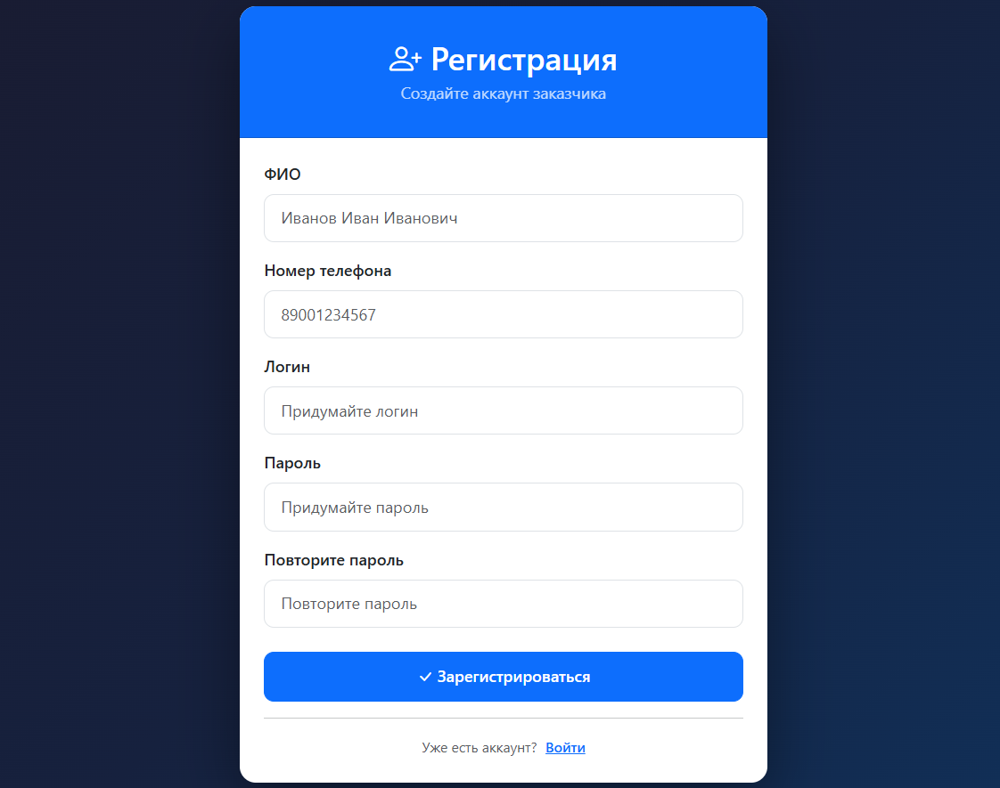 Регистрация
Создайте аккаунт заказчика
ФИО
Иванов Иван Иванович
Номер телефона
89001234567
Логин
Придумайте логин
Пароль
Придумайте пароль
Повторите пароль
Повторите пароль
Зарегистрироваться
Уже есть аккаунт? Войти